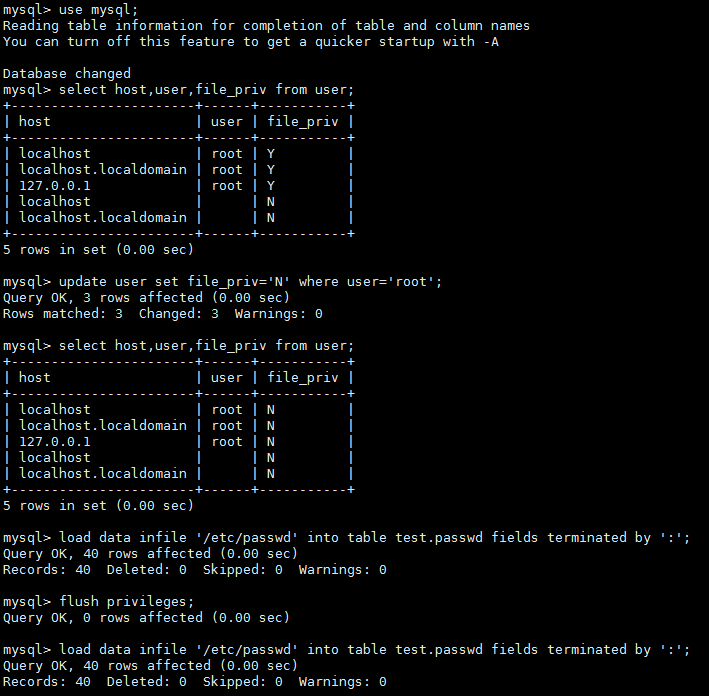 mysql> use mysql;
Reading table information for completion of table and column names
You can turn off this feature to get a quicker startup with -A

Database changed
mysql> select host,user,file_priv from user;
+-----------------------+------+-----------+
| host                  | user | file_priv |
+-----------------------+------+-----------+
| localhost             | root | Y         |
| localhost.localdomain | root | Y         |
| 127.0.0.1             | root | Y         |
| localhost             |      | N         |
| localhost.localdomain |      | N         |
+-----------------------+------+-----------+
5 rows in set (0.00 sec)

mysql> update user set file_priv='N' where user='root';
Query OK, 3 rows affected (0.00 sec)
Rows matched: 3  Changed: 3  Warnings: 0

mysql> select host,user,file_priv from user;
+-----------------------+------+-----------+
| host                  | user | file_priv |
+-----------------------+------+-----------+
| localhost             | root | N         |
| localhost.localdomain | root | N         |
| 127.0.0.1             | root | N         |
| localhost             |      | N         |
| localhost.localdomain |      | N         |
+-----------------------+------+-----------+
5 rows in set (0.00 sec)

mysql> load data infile '/etc/passwd' into table test.passwd fields terminated by ':';
Query OK, 40 rows affected (0.00 sec)
Records: 40  Deleted: 0  Skipped: 0  Warnings: 0

mysql> flush privileges;
Query OK, 0 rows affected (0.00 sec)

mysql> load data infile '/etc/passwd' into table test.passwd fields terminated by ':';
Query OK, 40 rows affected (0.00 sec)
Records: 40  Deleted: 0  Skipped: 0  Warnings: 0